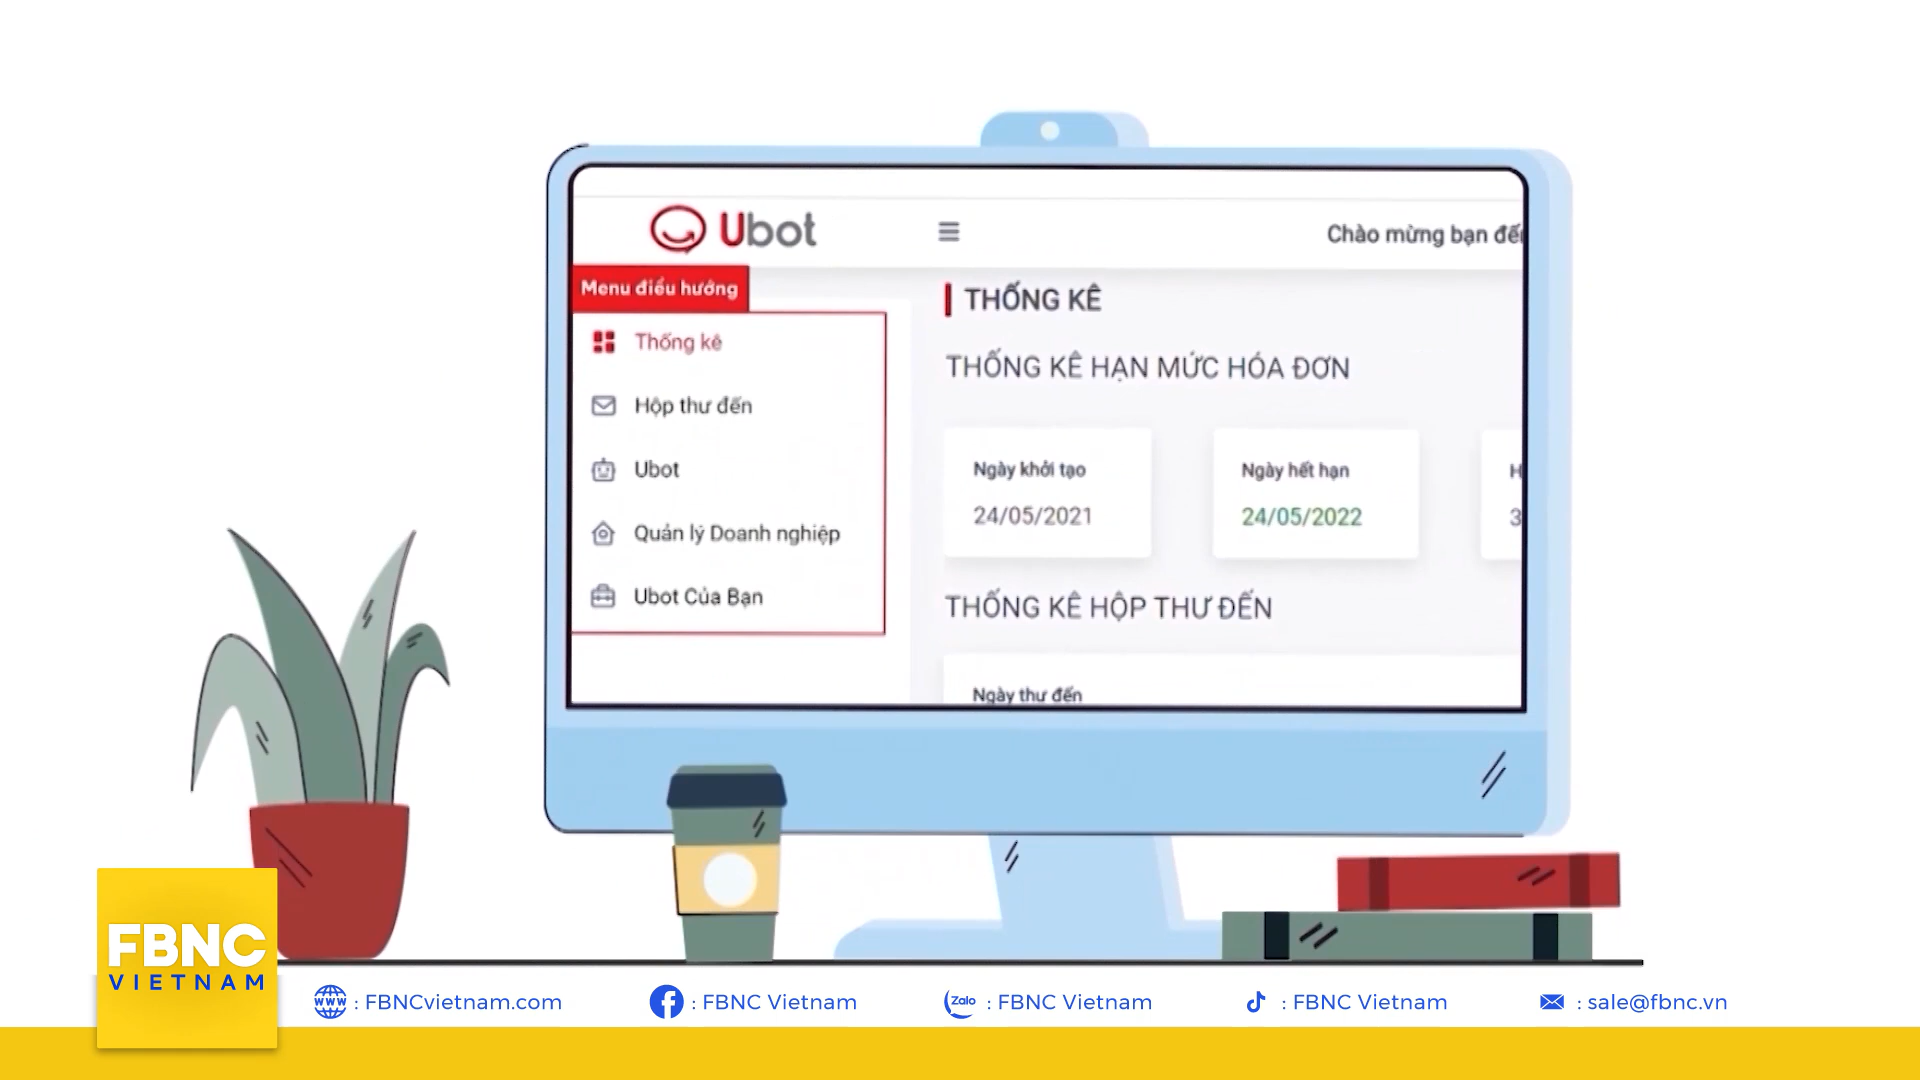 Ubot
Chào mừng bạn
Menu điều hướng
THỐNG KÊ
Thống kê
THỐNG KÊ HẠN MỨC HÓA ĐƠN
Hộp thư đến
Ubot
Ngày khởi tạo
Ngày hết hạn
24/05/2021
24/05/2022
Quản lý Doanh nghiệp
Ubot Của Bạn
THỐNG KÊ HỘP THƯ ĐẾN
Ngày thư đến
FBNC
VIETNAM
www : FBNCvietnam.com
: FBNC Vietnam
Zalo : FBNC Vietnam
: FBNC Vietnam
: sale@fbnc.vn